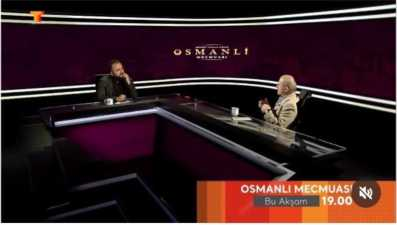 OSMANLI
MECMUASI
OSMANLI MECMUASI
Bu Akşam 19.00